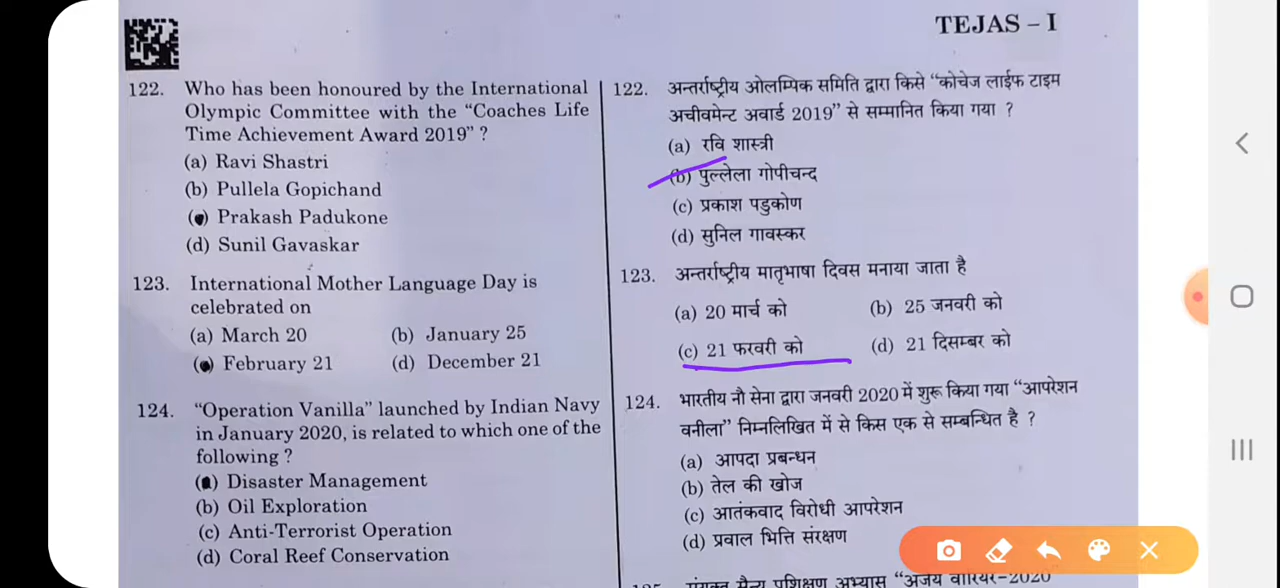 TEJAS – I
122. Who has been honoured by the International
Olympic Committee with the “Coaches Life
Time Achievement Award 2019” ?
(a) Ravi Shastri
(b) Pullela Gopichand
(c) Prakash Padukone
(d) Sunil Gavaskar
123. International Mother Language Day is
celebrated on
(a) March 20 (b) January 25
(c) February 21 (d) December 21
124. “Operation Vanilla” launched by Indian Navy
in January 2020, is related to which one of the
following ?
(a) Disaster Management
(b) Oil Exploration
(c) Anti-Terrorist Operation
(d) Coral Reef Conservation
122. अन्तर्राष्ट्रीय ओलम्पिक समिति द्वारा किसे “कोचेज लाईफ टाइम
अचीवमेन्ट अवार्ड 2019” से सम्मानित किया गया ?
(a) रवि शास्त्री
(b) पुल्लेला गोपीचन्द
(c) प्रकाश पडुकोण
(d) सुनिल गावस्कर
123. अन्तर्राष्ट्रीय मातृभाषा दिवस मनाया जाता है
(a) 20 मार्च को (b) 25 जनवरी को
(c) 21 फरवरी को (d) 21 दिसम्बर को
124. भारतीय नौ सेना द्वारा जनवरी 2020 में शुरू किया गया “आपरेशन
वनीला” निम्नलिखित में से किस एक से सम्बन्धित है ?
(a) आपदा प्रबन्धन
(b) तेल की खोज
(c) आतंकवाद विरोधी आपरेशन
(d) प्रवाल भित्ति संरक्षण
सैन्य प्रशिक्षण अभ्यास “अजेय वारियर–2020”